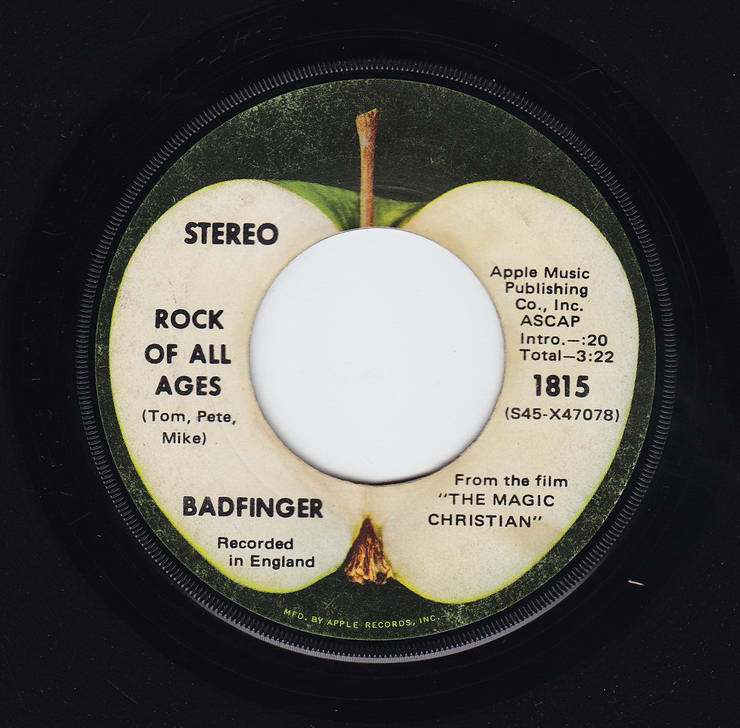 STEREO
ROCK
OF ALL
AGES
(Tom, Pete,
Mike)
BADFINGER
Recorded
in England
Apple Music
Publishing
Co., Inc.
ASCAP
Intro.—:20
Total—3:22
1815
(S45-X47078)
From the film
"THE MAGIC
CHRISTIAN"
MFD. BY APPLE RECORDS, INC.